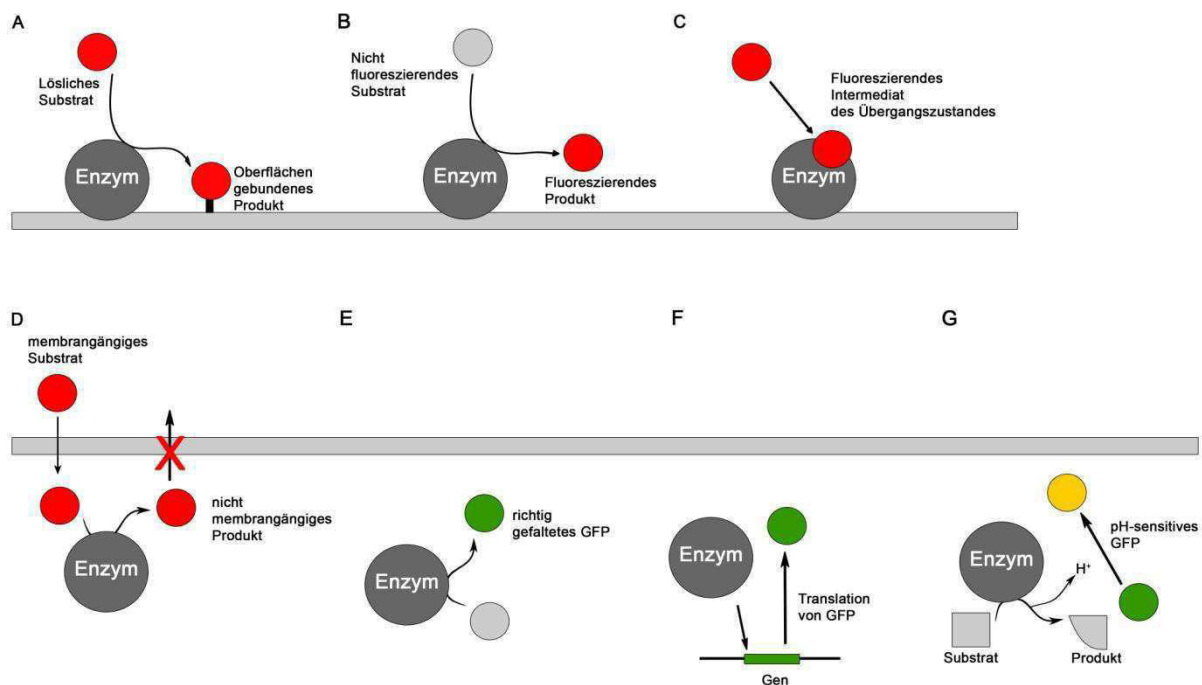 A
Lösliches
Substrat
Enzym
Oberflächen
gebundenes
Produkt
B
Nicht
fluoreszierendes
Substrat
Enzym
Fluoreszierendes
Produkt
C
Fluoreszierendes
Intermediat
des Übergangszustandes
Enzym
D
membrangängiges
Substrat
X
nicht
membrangängiges
Produkt
Enzym
E
richtig
gefaltetes GFP
Enzym
F
Enzym
Translation
von GFP
Gen
G
pH-sensitives
GFP
Enzym
H⁺
Substrat
Produkt